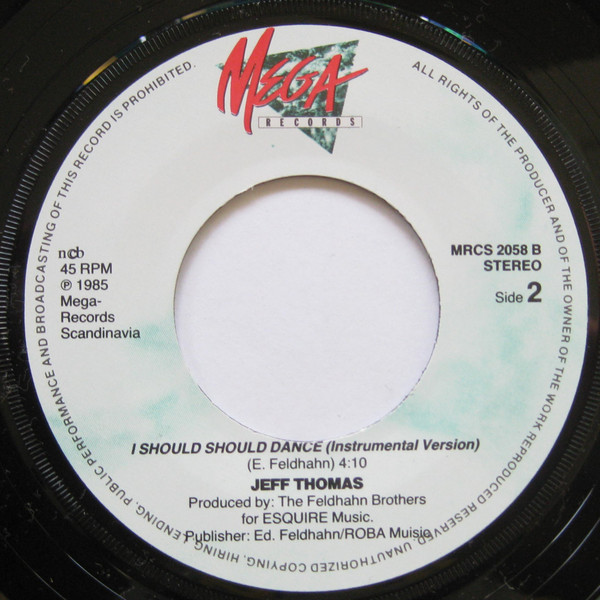 MEGA
RECORDS
ALL RIGHTS OF THE PRODUCER AND OF THE OWNER OF THE WORK REPRODUCED RESERVED. UNAUTHORIZED COPYING, HIRING, LENDING, PUBLIC PERFORMANCE AND BROADCASTING OF THIS RECORD IS PROHIBITED.
ncb
45 RPM
℗ 1985
Mega-
Records
Scandinavia
MRCS 2058 B
STEREO
Side 2
I SHOULD SHOULD DANCE (Instrumental Version)
(E. Feldhahn) 4:10
JEFF THOMAS
Produced by: The Feldhahn Brothers
for ESQUIRE Music.
Publisher: Ed. Feldhahn/ROBA Muisic